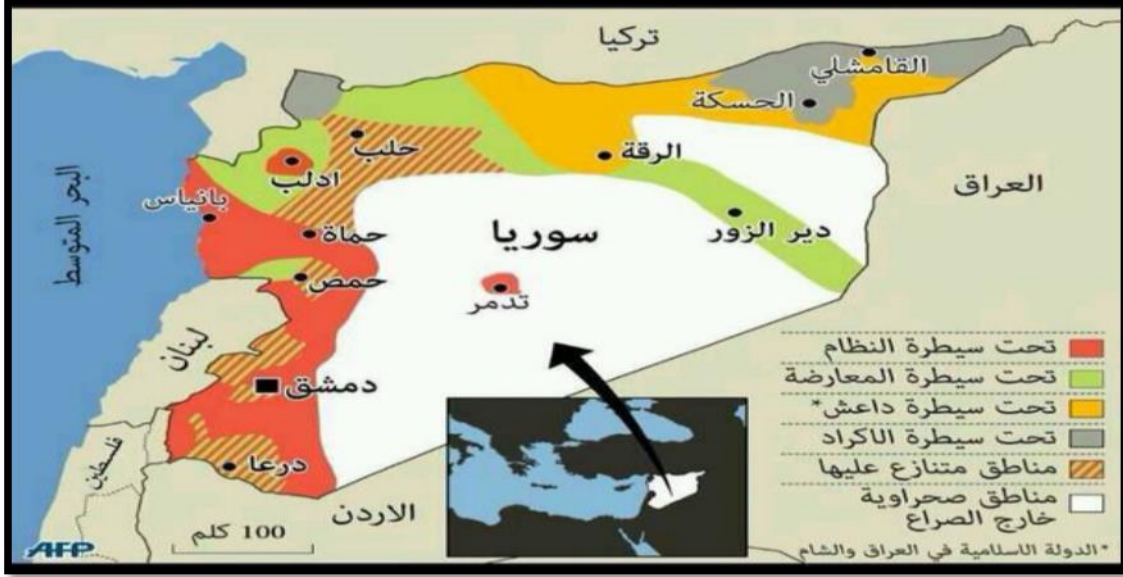 تركيا
القامشلي
الحسكة
حلب
الرقة
ادلب
العراق
البحر المتوسط
بانياس
حماة
سوريا
دير الزور
حمص
تدمر
لبنان
دمشق
درعا
فلسطين
الاردن
100 كلم
AFP
تحت سيطرة النظام
تحت سيطرة المعارضة
تحت سيطرة داعش*
تحت سيطرة الاكراد
مناطق متنازع عليها
مناطق صحراوية
خارج الصراع
*الدولة الاسلامية في العراق والشام